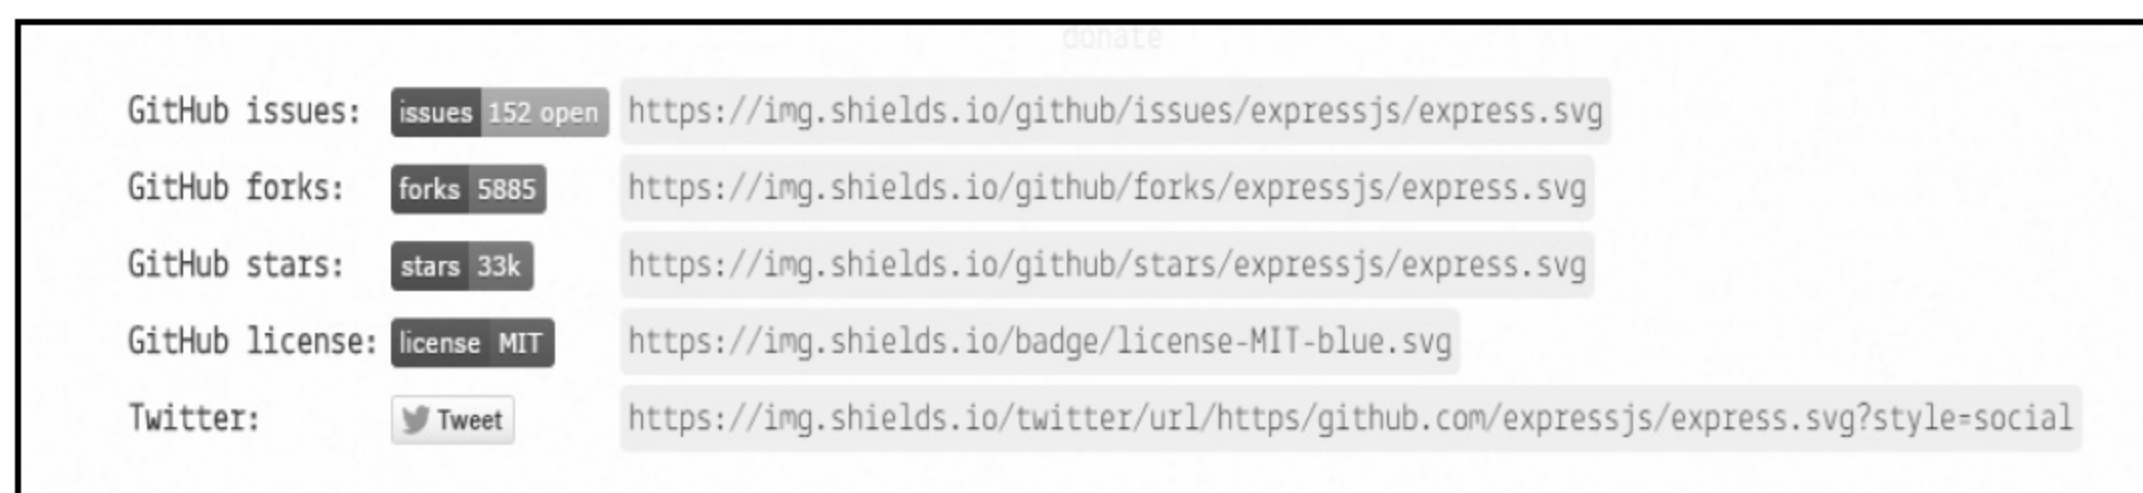 donate
GitHub issues: issues 152 open https://img.shields.io/github/issues/expressjs/express.svg
GitHub forks: forks 5885 https://img.shields.io/github/forks/expressjs/express.svg
GitHub stars: stars 33k https://img.shields.io/github/stars/expressjs/express.svg
GitHub license: license MIT https://img.shields.io/badge/license-MIT-blue.svg
Twitter: Tweet https://img.shields.io/twitter/url/https/github.com/expressjs/express.svg?style=social